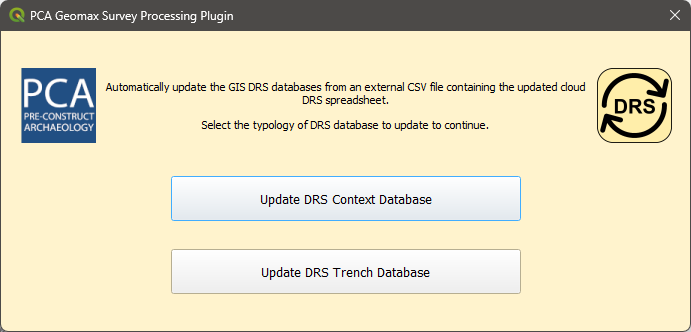 PCA Geomax Survey Processing Plugin
PCA
PRE-CONSTRUCT
ARCHAEOLOGY
Automatically update the GIS DRS databases from an external CSV file containing the updated cloud
DRS spreadsheet.
Select the typology of DRS database to update to continue.
DRS
Update DRS Context Database
Update DRS Trench Database